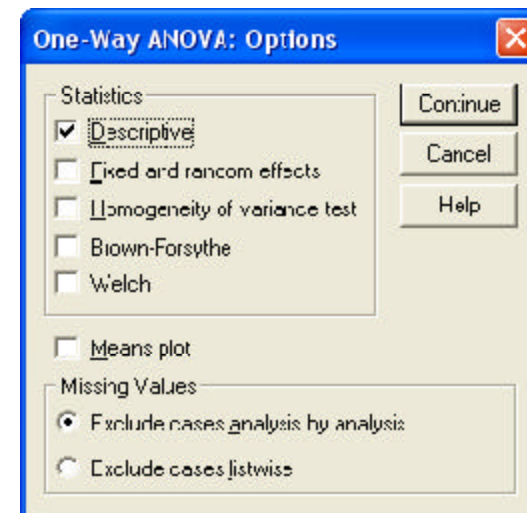 One-Way ANOVA: Options
Statistics
Descriptive
Fixed and random effects
Homogeneity of variance test
Brown-Forsythe
Welch
Continue
Cancel
Help
Means plot
Missing Values
Exclude cases analysis by analysis
Exclude cases listwise